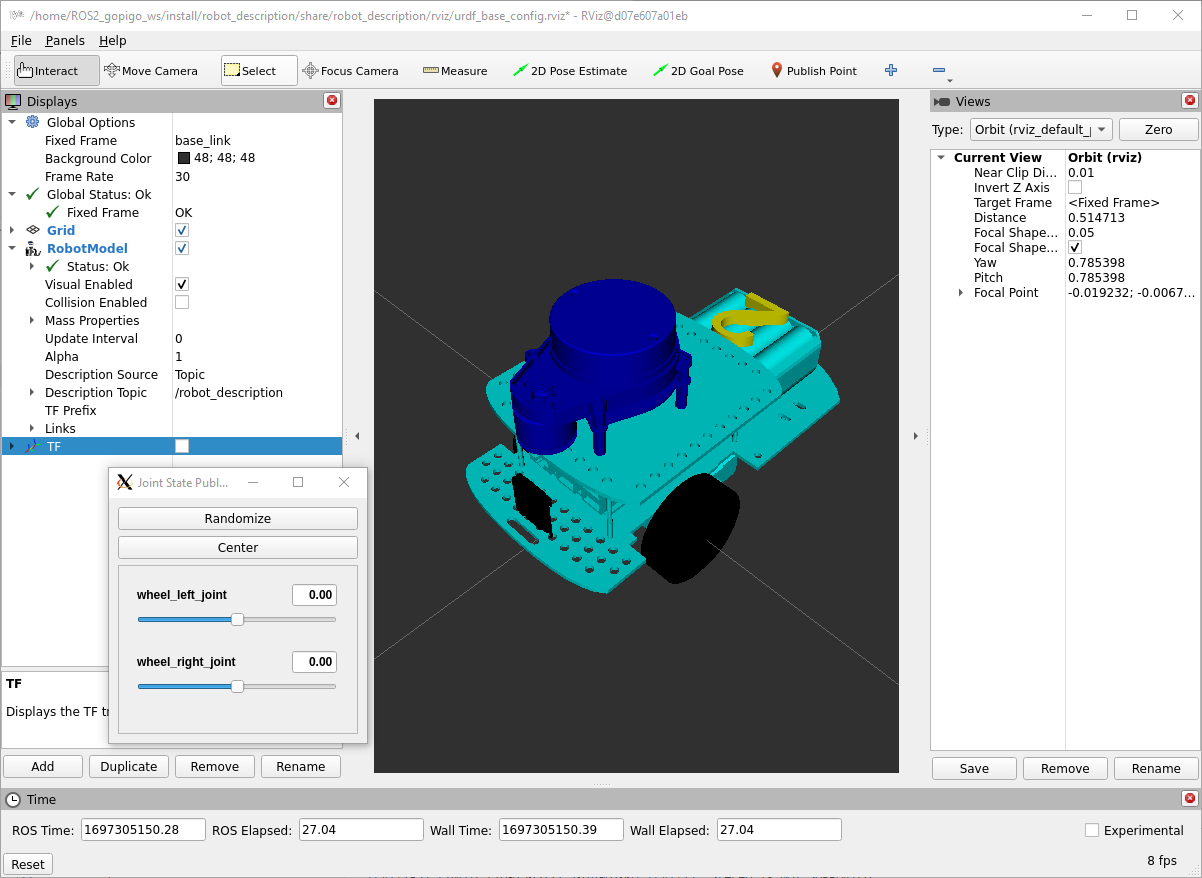 /home/ROS2_gopigo_ws/install/robot_description/share/robot_description/rviz/urdf_base_config.rviz* - RViz@d07e607a01eb
File Panels Help
Interact Move Camera Select Focus Camera Measure 2D Pose Estimate 2D Goal Pose Publish Point
Displays
Global Options
Fixed Frame base_link
Background Color 48; 48; 48
Frame Rate 30
Global Status: Ok
Fixed Frame OK
Grid
RobotModel
Status: Ok
Visual Enabled
Collision Enabled
Mass Properties
Update Interval 0
Alpha 1
Description Source Topic
Description Topic /robot_description
TF Prefix
Links
TF
TF
Displays the TF tr
Add Duplicate Remove Rename
Joint State Publ...
Randomize
Center
wheel_left_joint 0.00
wheel_right_joint 0.00
2
Views
Type: Orbit (rviz_default_ Zero
Current View Orbit (rviz)
Near Clip Di... 0.01
Invert Z Axis
Target Frame <Fixed Frame>
Distance 0.514713
Focal Shape... 0.05
Focal Shape...
Yaw 0.785398
Pitch 0.785398
Focal Point -0.019232; -0.0067...
Save Remove Rename
Time
ROS Time: 1697305150.28 ROS Elapsed: 27.04 Wall Time: 1697305150.39 Wall Elapsed: 27.04 Experimental
Reset 8 fps